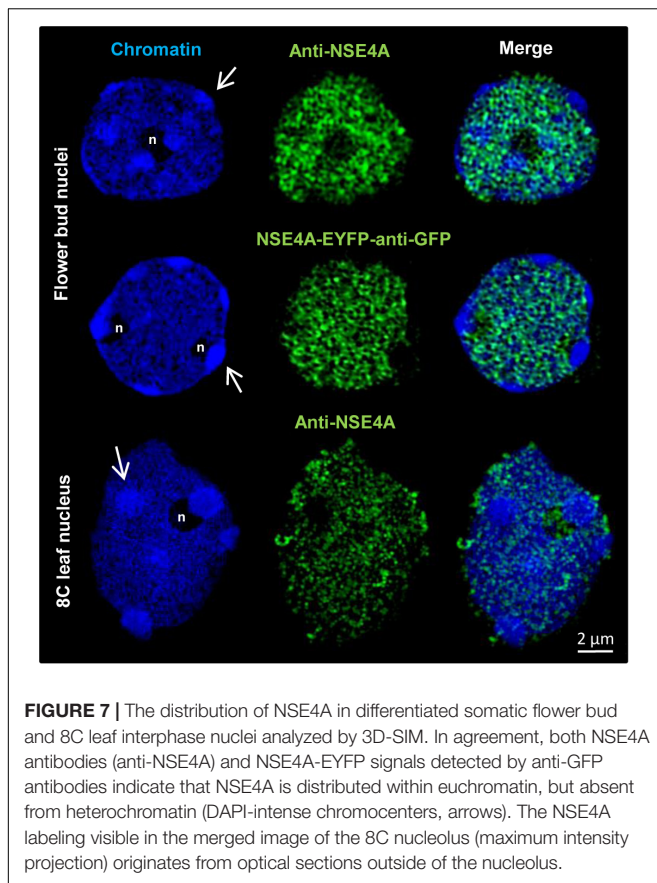 Chromatin Anti-NSE4A Merge
Flower bud nuclei
n
NSE4A-EYFP-anti-GFP
n n
Anti-NSE4A
8C leaf nucleus
n
2 µm
FIGURE 7 | The distribution of NSE4A in differentiated somatic flower bud
and 8C leaf interphase nuclei analyzed by 3D-SIM. In agreement, both NSE4A
antibodies (anti-NSE4A) and NSE4A-EYFP signals detected by anti-GFP
antibodies indicate that NSE4A is distributed within euchromatin, but absent
from heterochromatin (DAPI-intense chromocenters, arrows). The NSE4A
labeling visible in the merged image of the 8C nucleolus (maximum intensity
projection) originates from optical sections outside of the nucleolus.